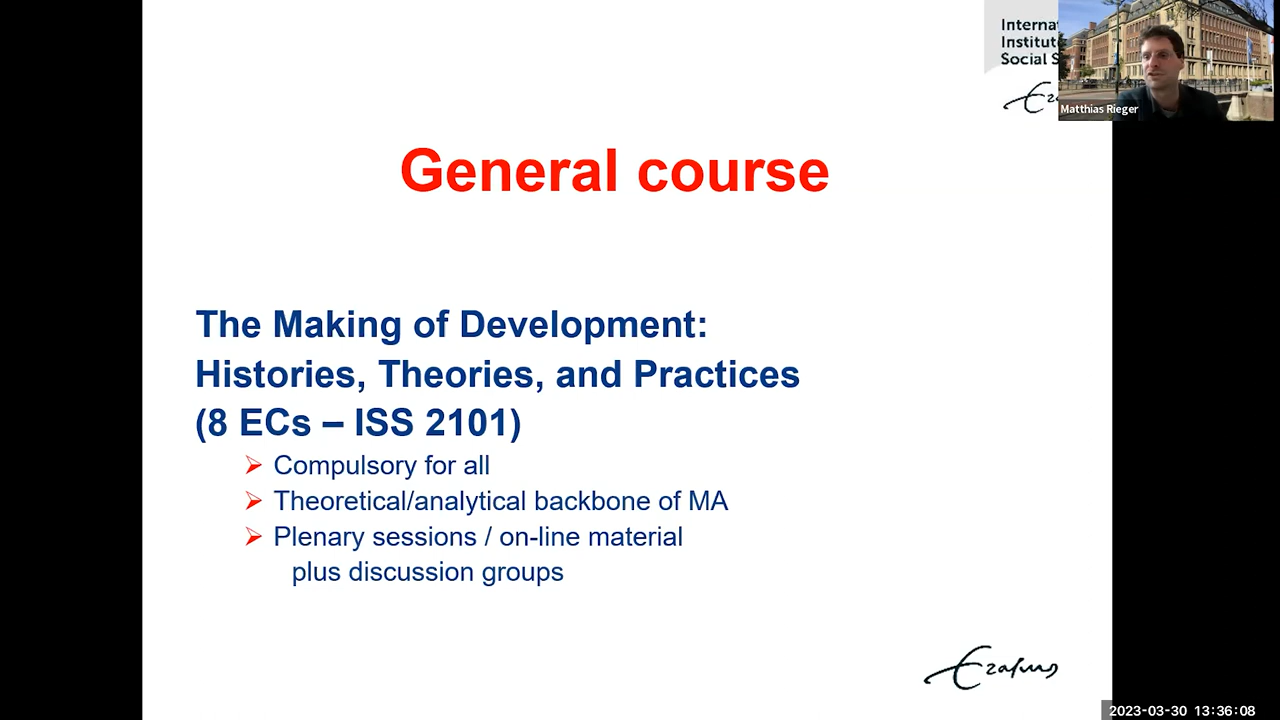 Interna
Institute
Social S
Matthias Rieger
General course
The Making of Development:
Histories, Theories, and Practices
(8 ECs – ISS 2101)
Compulsory for all
Theoretical/analytical backbone of MA
Plenary sessions / on-line material
plus discussion groups
Erasmus
2023-03-30 13:36:08